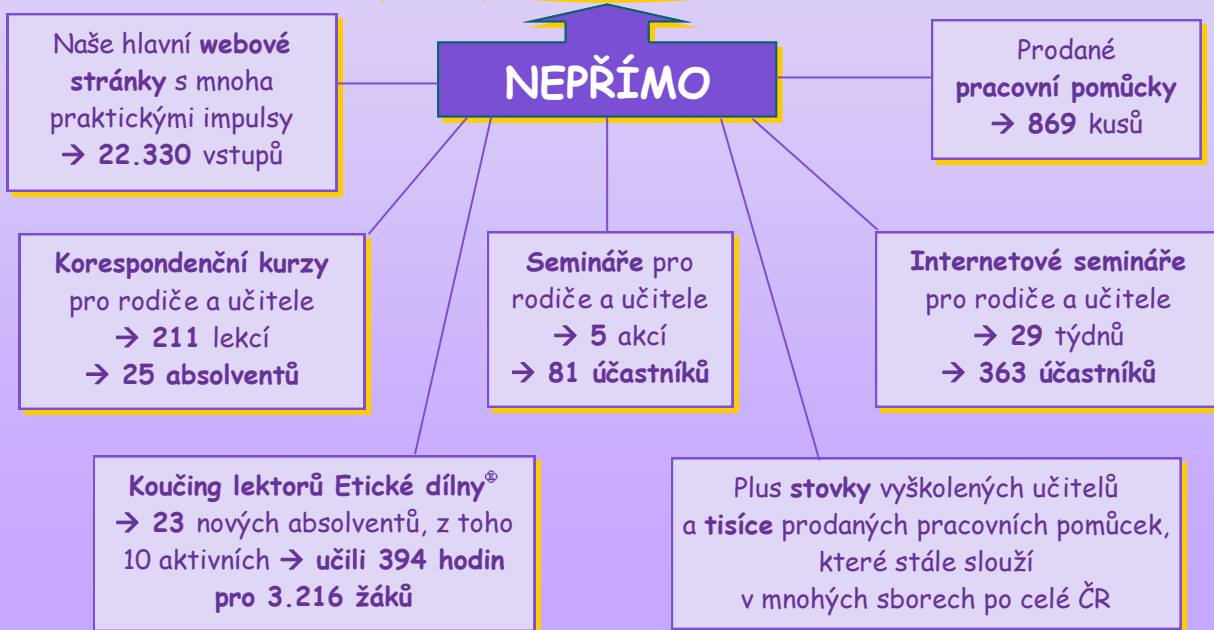 NEPŘÍMO
Naše hlavní webové
stránky s mnoha
praktickými impulsy
→ 22.330 vstupů
Prodané
pracovní pomůcky
→ 869 kusů
Korespondenční kurzy
pro rodiče a učitele
→ 211 lekcí
→ 25 absolventů
Semináře pro
rodiče a učitele
→ 5 akcí
→ 81 účastníků
Internetové semináře
pro rodiče a učitele
→ 29 týdnů
→ 363 účastníků
Koučing lektorů Etické dílny®
→ 23 nových absolventů, z toho
10 aktivních → učili 394 hodin
pro 3.216 žáků
Plus stovky vyškolených učitelů
a tisíce prodaných pracovních pomůcek,
které stále slouží
v mnohých sborech po celé ČR